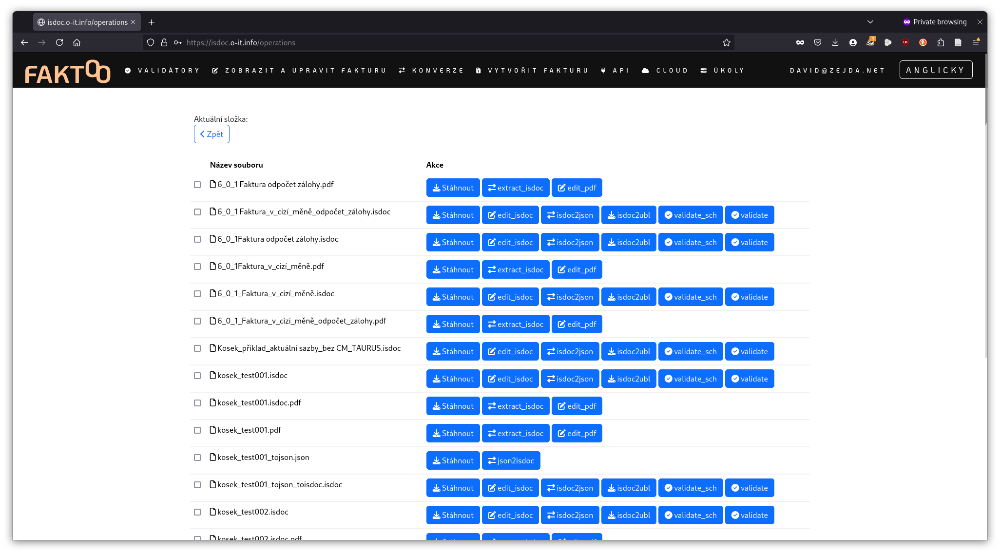 isdoc.o-it.info/operations
Private browsing
https://isdoc.o-it.info/operations
3
FAKTOO VALIDÁTORY ZOBRAZIT A UPRAVIT FAKTURU KONVERZE VYTVOŘIT FAKTURU API CLOUD ÚKOLY DAVID@ZEJDA.NET ANGLICKY
Aktuální složka:
Zpět
Název souboru Akce
6_0_1 Faktura odpočet zálohy.pdf Stáhnout extract_isdoc edit_pdf
6_0_1 Faktura_v_cizí_měně_odpočet_zálohy.isdoc Stáhnout edit_isdoc isdoc2json isdoc2ubl validate_sch validate
6_0_1Faktura odpočet zálohy.isdoc Stáhnout edit_isdoc isdoc2json isdoc2ubl validate_sch validate
6_0_1Faktura_v_cizí_měně.pdf Stáhnout extract_isdoc edit_pdf
6_0_1_Faktura_v_cizí_měně.isdoc Stáhnout edit_isdoc isdoc2json isdoc2ubl validate_sch validate
6_0_1_Faktura_v_cizí_měně_odpočet_zálohy.pdf Stáhnout extract_isdoc edit_pdf
Kosek_příklad_aktuální sazby_bez CM_TAURUS.isdoc Stáhnout edit_isdoc isdoc2json isdoc2ubl validate_sch validate
kosek_test001.isdoc Stáhnout edit_isdoc isdoc2json isdoc2ubl validate_sch validate
kosek_test001.isdoc.pdf Stáhnout extract_isdoc edit_pdf
kosek_test001.pdf Stáhnout extract_isdoc edit_pdf
kosek_test001_tojson.json Stáhnout json2isdoc
kosek_test001_tojson_toisdoc.isdoc Stáhnout edit_isdoc isdoc2json isdoc2ubl validate_sch validate
kosek_test002.isdoc Stáhnout edit_isdoc isdoc2json isdoc2ubl validate_sch validate
kosek_test002.isdoc.pdf